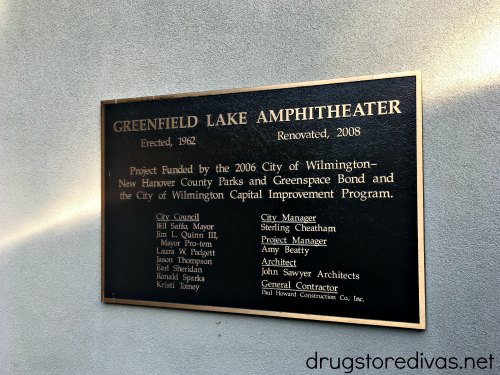 GREENFIELD LAKE AMPHITHEATER
Erected, 1962 Renovated, 2008
Project Funded by the 2006 City of Wilmington–
New Hanover County Parks and Greenspace Bond and
the City of Wilmington Capital Improvement Program.
City Council
Bill Saffo, Mayor
Jim L. Quinn III,
Mayor Pro-tem
Laura W. Padgett
Jason Thompson
Earl Sheridan
Ronald Sparks
Kristi Tomey
City Manager
Sterling Cheatham
Project Manager
Amy Beatty
Architect
John Sawyer Architects
General Contractor
Paul Howard Construction Co., Inc.
drugstoredivas.net